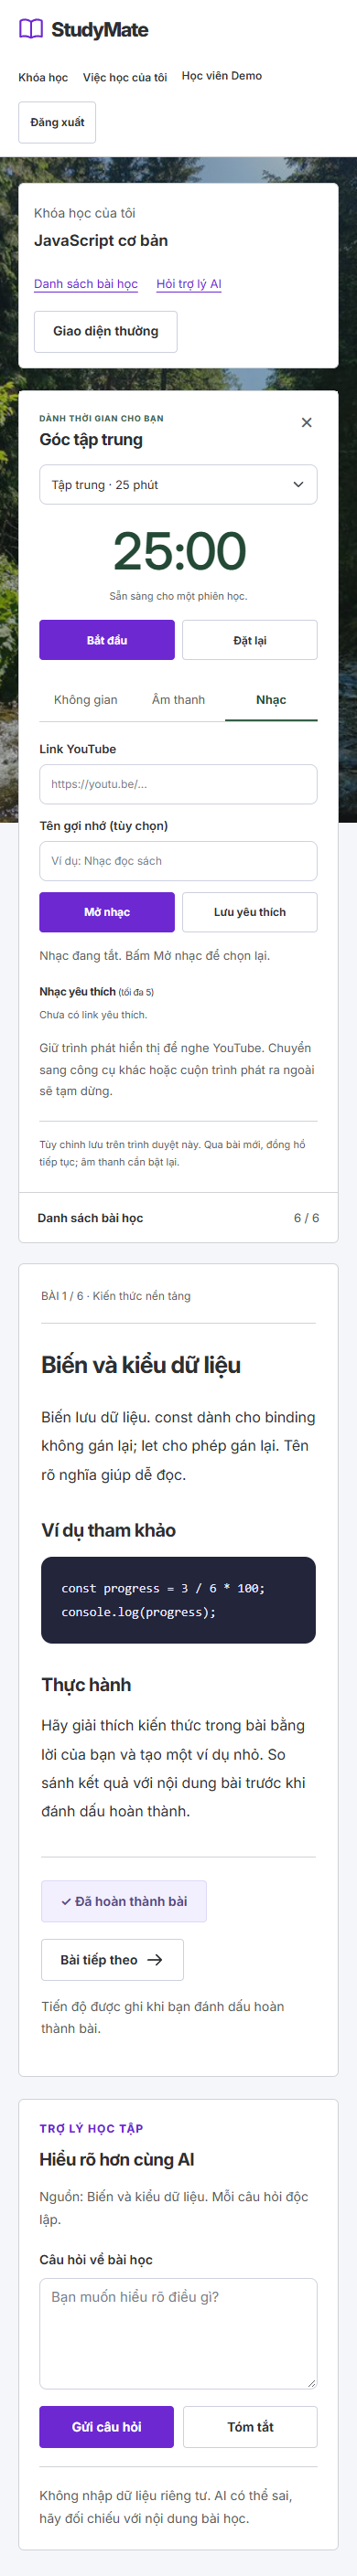 StudyMate
Khóa học Việc học của tôi Học viên Demo
Đăng xuất
Khóa học của tôi
JavaScript cơ bản
Danh sách bài học Hỏi trợ lý AI
Giao diện thường
DÀNH THỜI GIAN CHO BẠN
Góc tập trung
Tập trung · 25 phút
25:00
Sẵn sàng cho một phiên học.
Bắt đầu Đặt lại
Không gian Âm thanh Nhạc
Link YouTube
https://youtu.be/...
Tên gợi nhớ (tùy chọn)
Ví dụ: Nhạc đọc sách
Mở nhạc Lưu yêu thích
Nhạc đang tắt. Bấm Mở nhạc để chọn lại.
Nhạc yêu thích (tối đa 5)
Chưa có link yêu thích.
Giữ trình phát hiển thị để nghe YouTube. Chuyển
sang công cụ khác hoặc cuộn trình phát ra ngoài
sẽ tạm dừng.
Tùy chỉnh lưu trên trình duyệt này. Qua bài mới, đồng hồ
tiếp tục; âm thanh cần bật lại.
Danh sách bài học 6 / 6
BÀI 1 / 6 · Kiến thức nền tảng
Biến và kiểu dữ liệu
Biến lưu dữ liệu. const dành cho binding
không gán lại; let cho phép gán lại. Tên
rõ nghĩa giúp dễ đọc.
Ví dụ tham khảo
const progress = 3 / 6 * 100;
console.log(progress);
Thực hành
Hãy giải thích kiến thức trong bài bằng
lời của bạn và tạo một ví dụ nhỏ. So
sánh kết quả với nội dung bài trước khi
đánh dấu hoàn thành.
✓ Đã hoàn thành bài
Bài tiếp theo →
Tiến độ được ghi khi bạn đánh dấu hoàn
thành bài.
TRỢ LÝ HỌC TẬP
Hiểu rõ hơn cùng AI
Nguồn: Biến và kiểu dữ liệu. Mỗi câu hỏi độc
lập.
Câu hỏi về bài học
Bạn muốn hiểu rõ điều gì?
Gửi câu hỏi Tóm tắt
Không nhập dữ liệu riêng tư. AI có thể sai,
hãy đối chiếu với nội dung bài học.